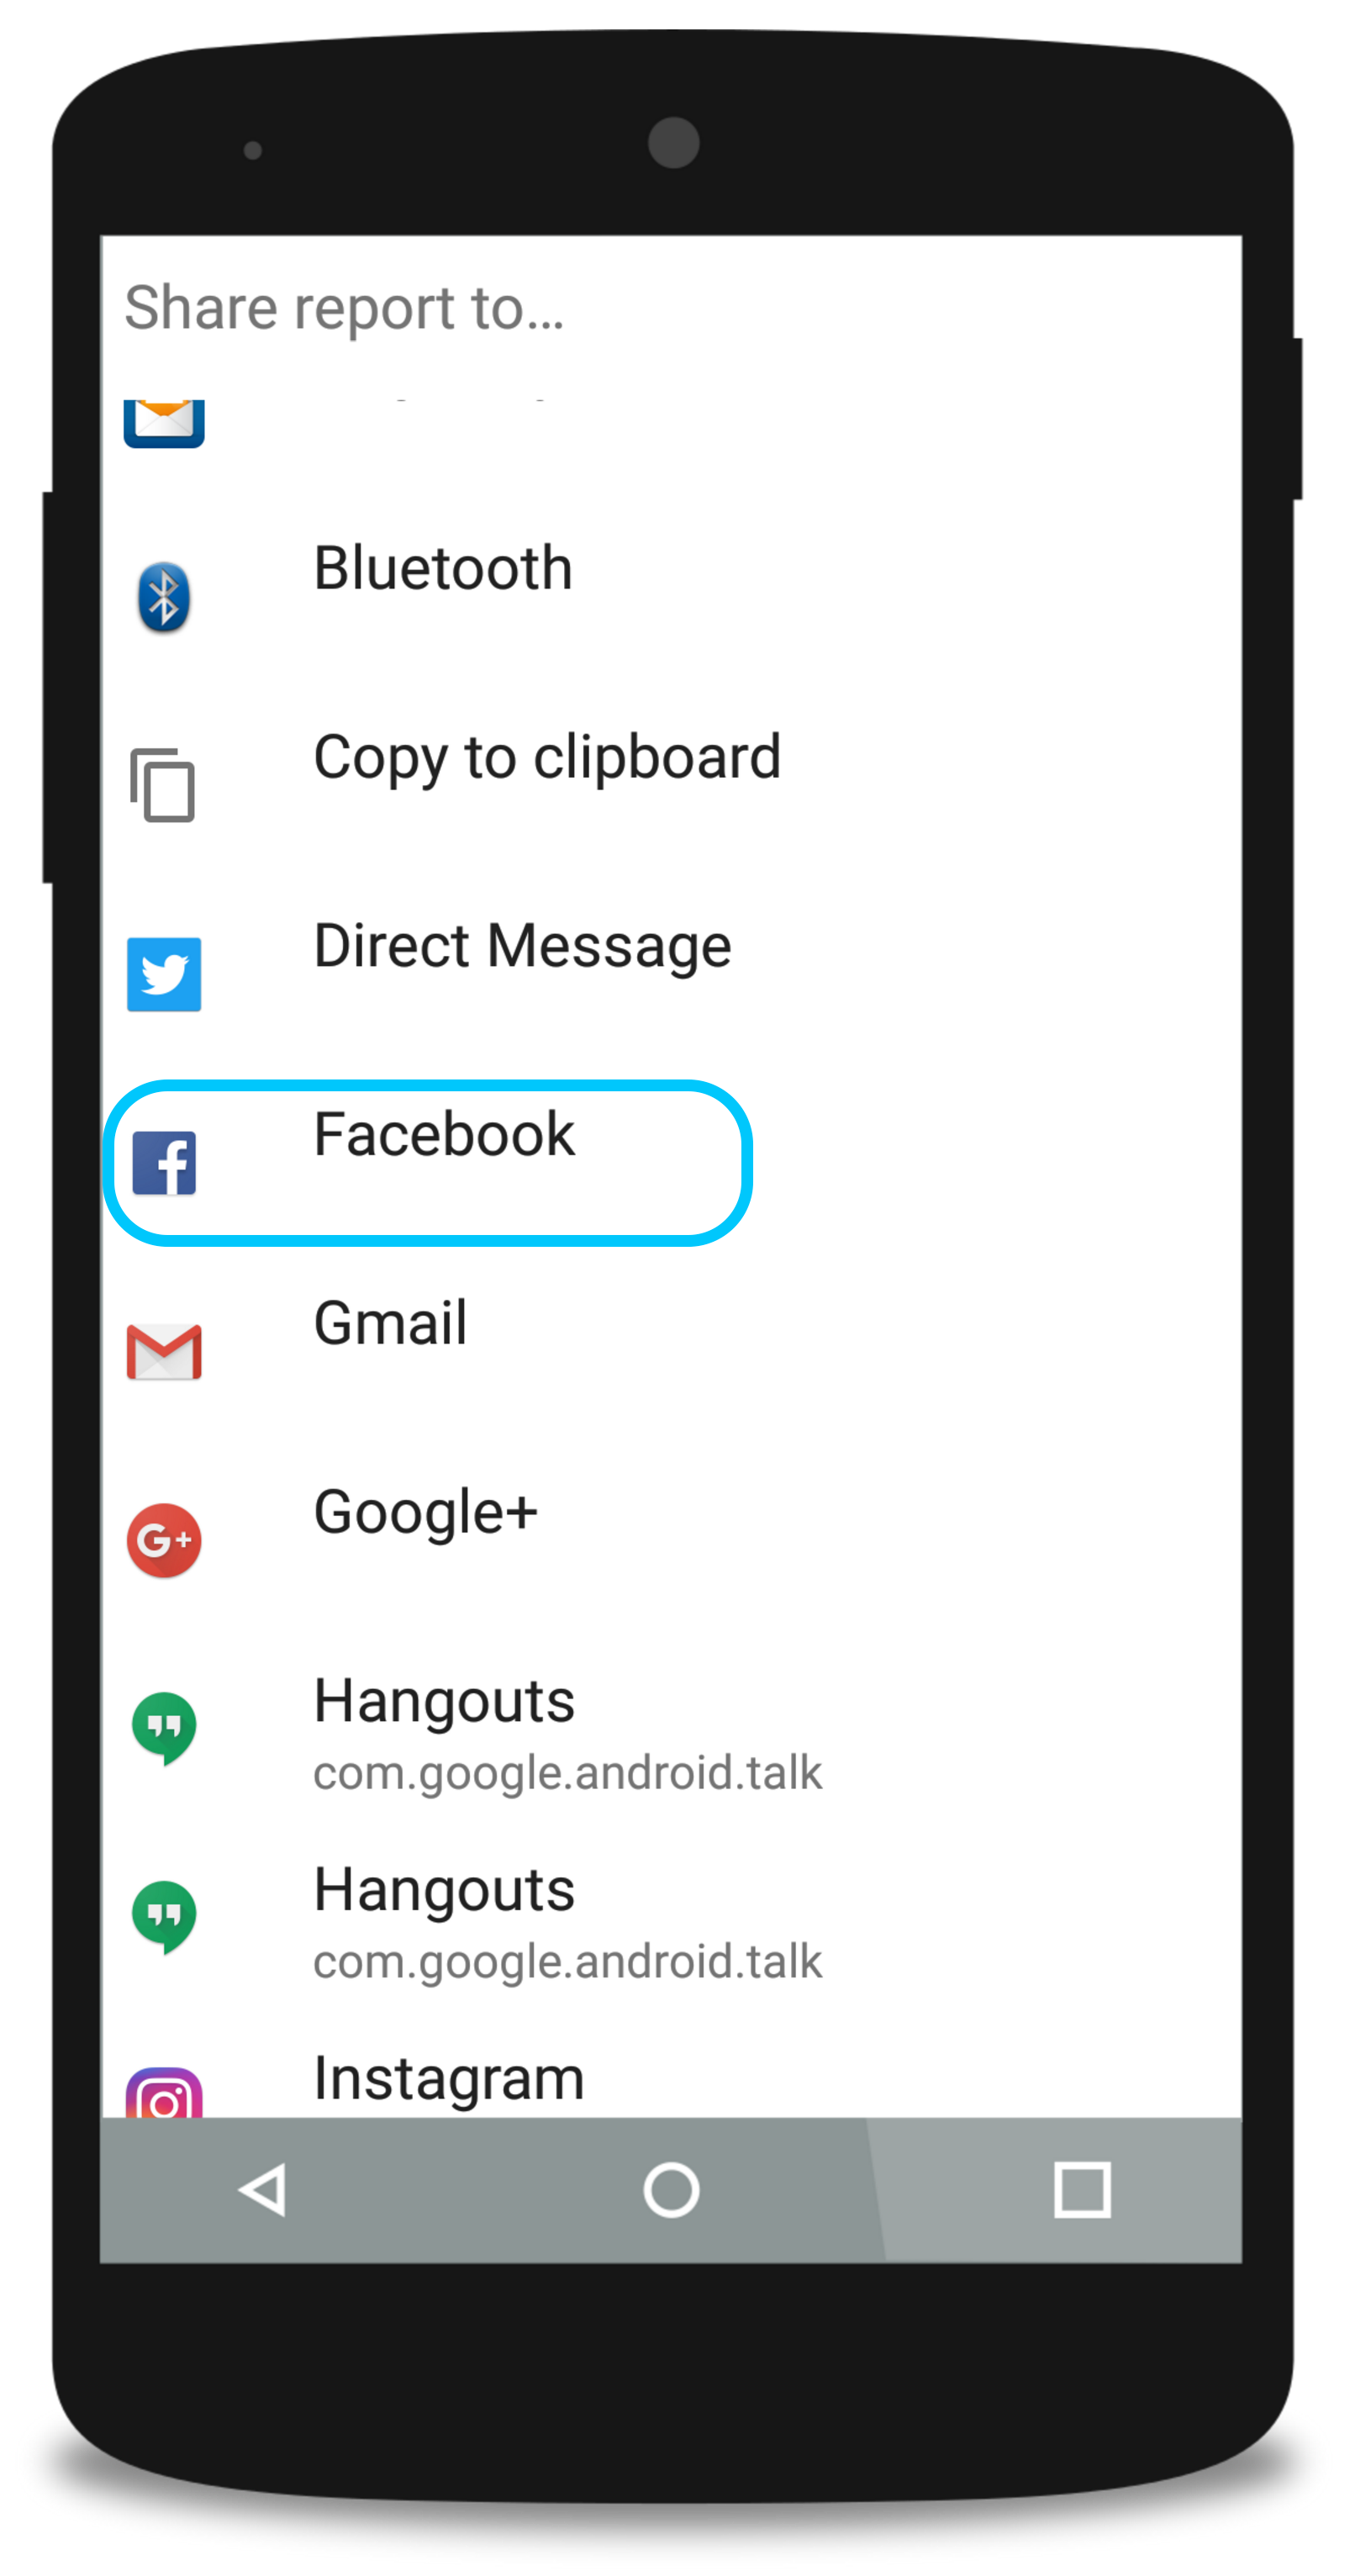 Share report to...
Bluetooth
Copy to clipboard
Direct Message
Facebook
Gmail
Google+
Hangouts
com.google.android.talk
Hangouts
com.google.android.talk
Instagram